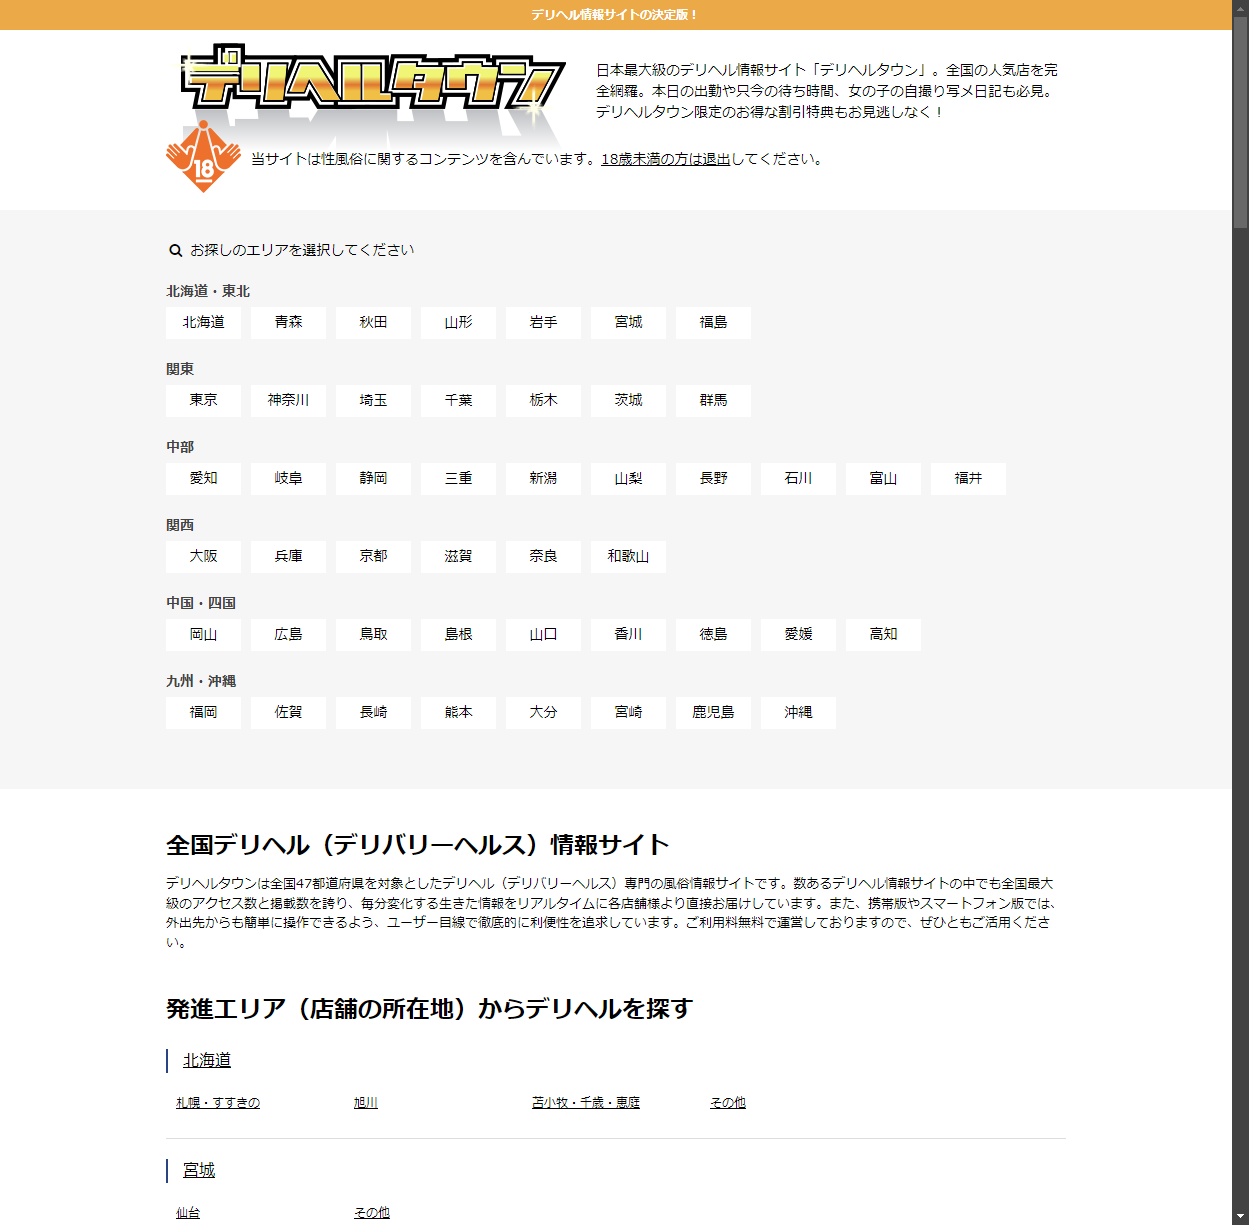 デリヘル情報サイトの決定版！
デリヘルタウン
日本最大級のデリヘル情報サイト「デリヘルタウン」。全国の人気店を完
全網羅。本日の出勤や只今の待ち時間、女の子の自撮り写メ日記も必見。
デリヘルタウン限定のお得な割引特典もお見逃しなく！
18
当サイトは性風俗に関するコンテンツを含んでいます。18歳未満の方は退出してください。
お探しのエリアを選択してください
北海道・東北
北海道 青森 秋田 山形 岩手 宮城 福島
関東
東京 神奈川 埼玉 千葉 栃木 茨城 群馬
中部
愛知 岐阜 静岡 三重 新潟 山梨 長野 石川 富山 福井
関西
大阪 兵庫 京都 滋賀 奈良 和歌山
中国・四国
岡山 広島 鳥取 島根 山口 香川 徳島 愛媛 高知
九州・沖縄
福岡 佐賀 長崎 熊本 大分 宮崎 鹿児島 沖縄
全国デリヘル（デリバリーヘルス）情報サイト
デリヘルタウンは全国47都道府県を対象としたデリヘル（デリバリーヘルス）専門の風俗情報サイトです。数あるデリヘル情報サイトの中でも全国最大
級のアクセス数と掲載数を誇り、毎分変化する生きた情報をリアルタイムに各店舗様より直接お届けしています。また、携帯版やスマートフォン版では、
外出先からも簡単に操作できるよう、ユーザー目線で徹底的に利便性を追求しています。ご利用料無料で運営しておりますので、ぜひともご活用くださ
い。
発進エリア（店舗の所在地）からデリヘルを探す
北海道
札幌・すすきの 旭川 苫小牧・千歳・恵庭 その他
宮城
仙台 その他